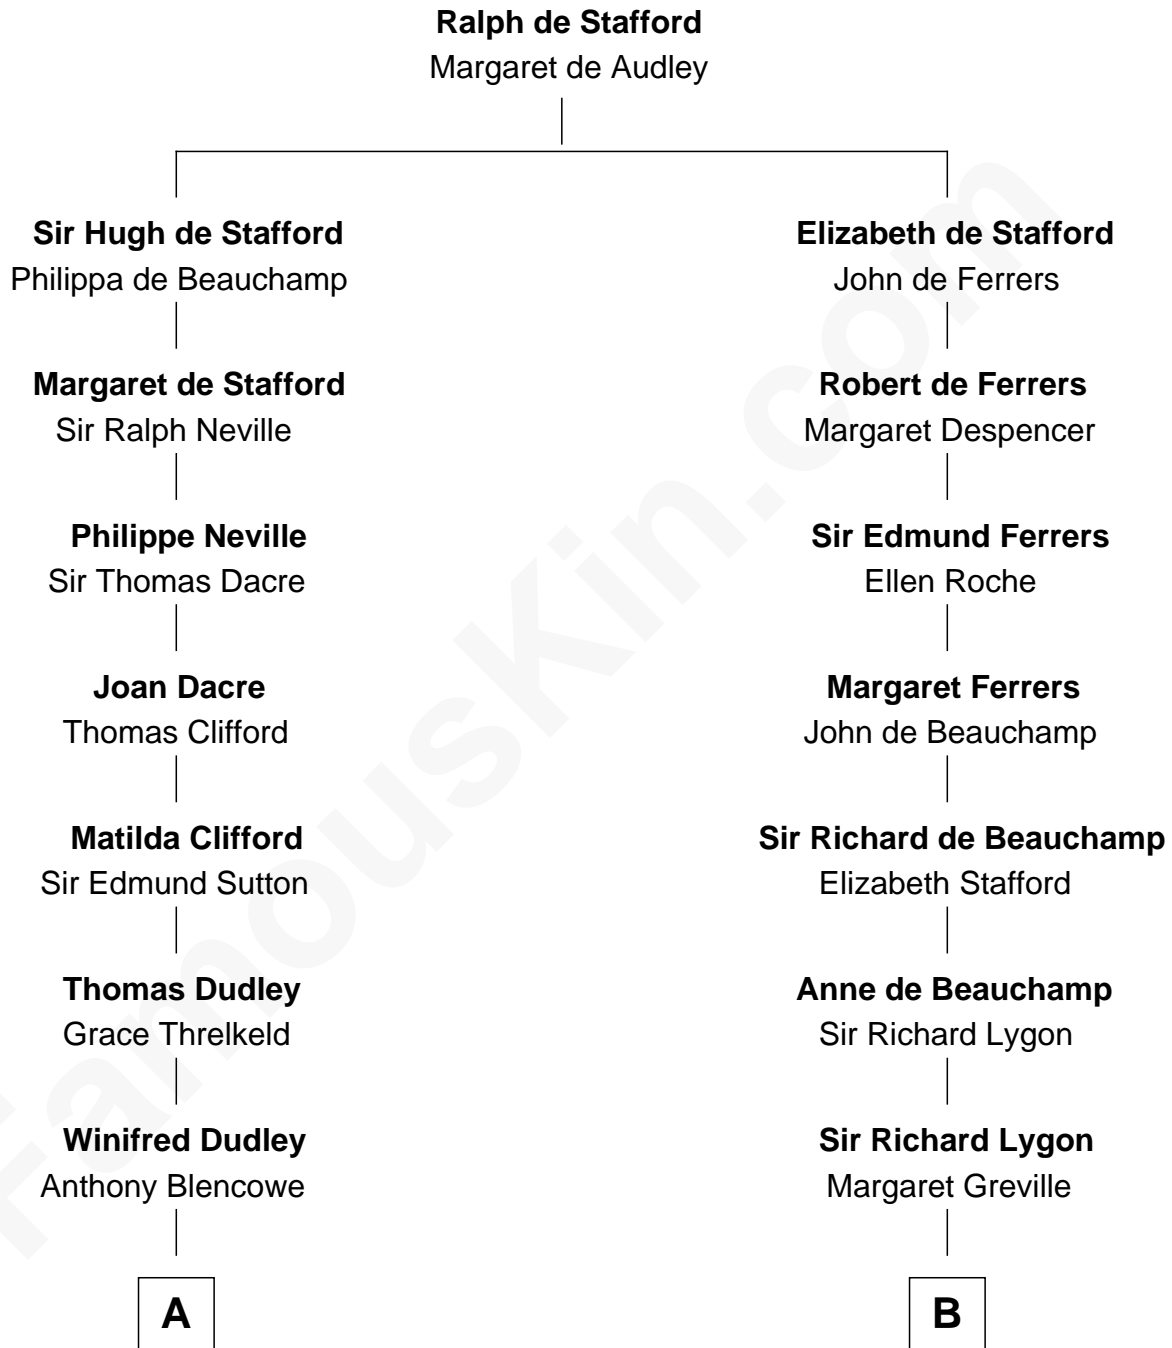 Ralph de Stafford
Margaret de Audley
Sir Hugh de Stafford
Philippa de Beauchamp
Margaret de Stafford
Sir Ralph Neville
Philippe Neville
Sir Thomas Dacre
Joan Dacre
Thomas Clifford
Matilda Clifford
Sir Edmund Sutton
Thomas Dudley
Grace Threlkeld
Winifred Dudley
Anthony Blencowe
A
Elizabeth de Stafford
John de Ferrers
Robert de Ferrers
Margaret Despencer
Sir Edmund Ferrers
Ellen Roche
Margaret Ferrers
John de Beauchamp
Sir Richard de Beauchamp
Elizabeth Stafford
Anne de Beauchamp
Sir Richard Lygon
Sir Richard Lygon
Margaret Greville
B
FamousKin.com